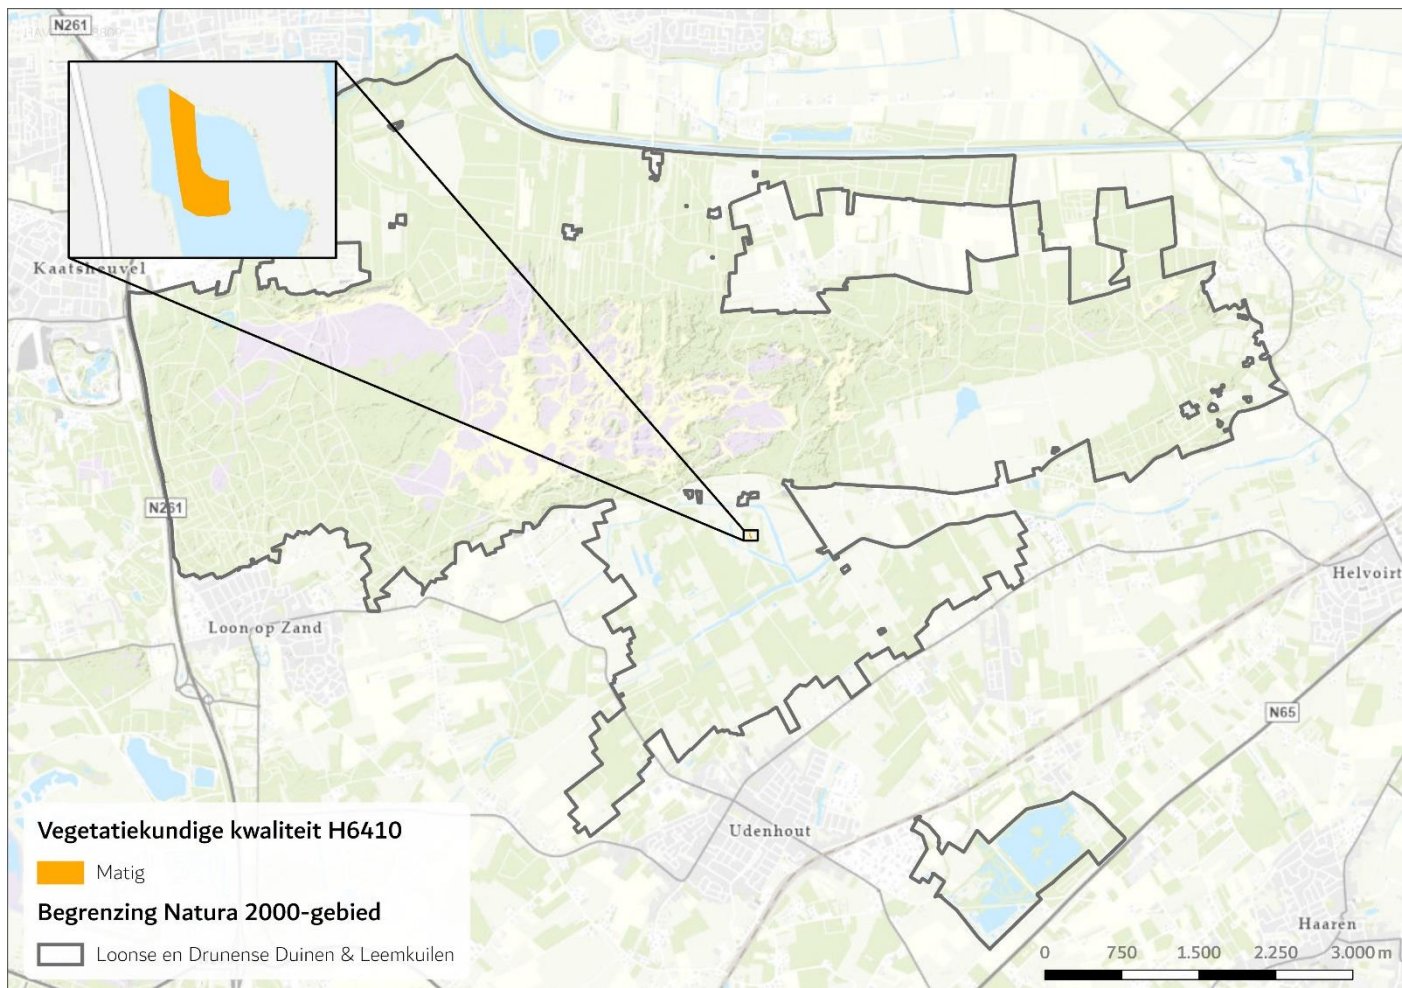 N261
Kaatsheuvel
N261
Loon op Zand
Helvoirt
N65
Udenhout
Haaren
Vegetatiekundige kwaliteit H6410
Matig
Begrenzing Natura 2000-gebied
Loonse en Drunense Duinen & Leemkuilen
0 750 1.500 2.250 3.000 m